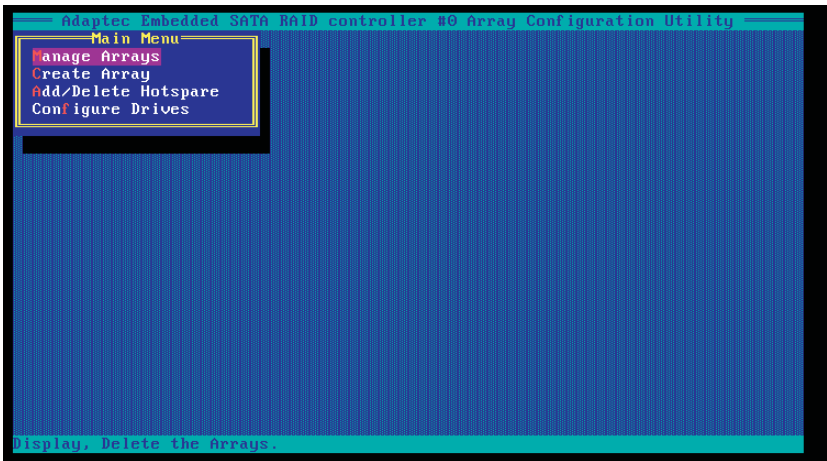 Adaptec Embedded SATA RAID controller #0 Array Configuration Utility
Main Menu
Manage Arrays
Create Array
Add/Delete Hotspare
Configure Drives
Display, Delete the Arrays.